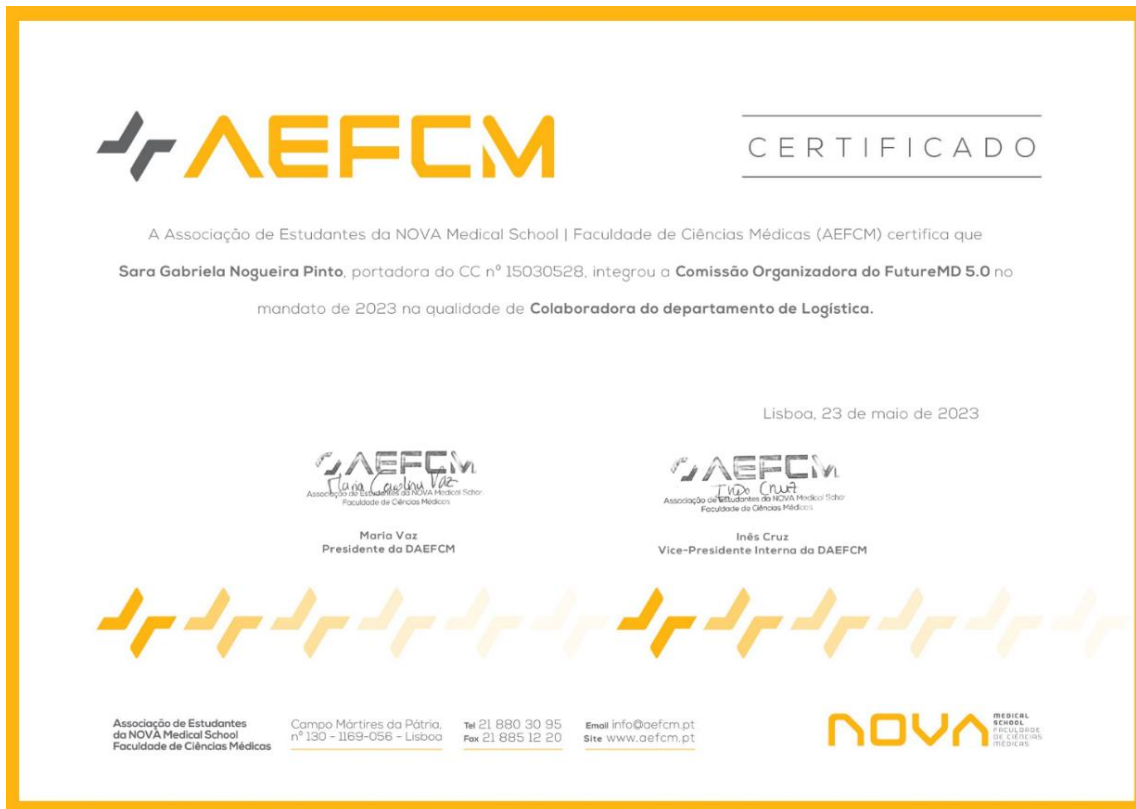 AEFCM
CERTIFICADO
A Associação de Estudantes da NOVA Medical School | Faculdade de Ciências Médicas (AEFCM) certifica que
Sara Gabriela Nogueira Pinto, portadora do CC nº 15030528, integrou a Comissão Organizadora do FutureMD 5.0 no
mandato de 2023 na qualidade de Colaboradora do departamento de Logística.
Lisboa, 23 de maio de 2023
AEFCM
Maria Carolina Vaz
Associação de Estudantes da NOVA Medical School
Faculdade de Ciências Médicas
Maria Vaz
Presidente da DAEFCM
AEFCM
Inês Cruz
Associação de Estudantes da NOVA Medical School
Faculdade de Ciências Médicas
Inês Cruz
Vice-Presidente Interna da DAEFCM
Associação de Estudantes
da NOVA Medical School
Faculdade de Ciências Médicas
Campo Mártires da Pátria,
nº 130 - 1169-056 - Lisboa
Tel 21 880 30 95
Fax 21 885 12 20
Email info@aefcm.pt
Site www.aefcm.pt
NOVA
MEDICAL
SCHOOL
FACULDADE
DE CIÊNCIAS
MÉDICAS